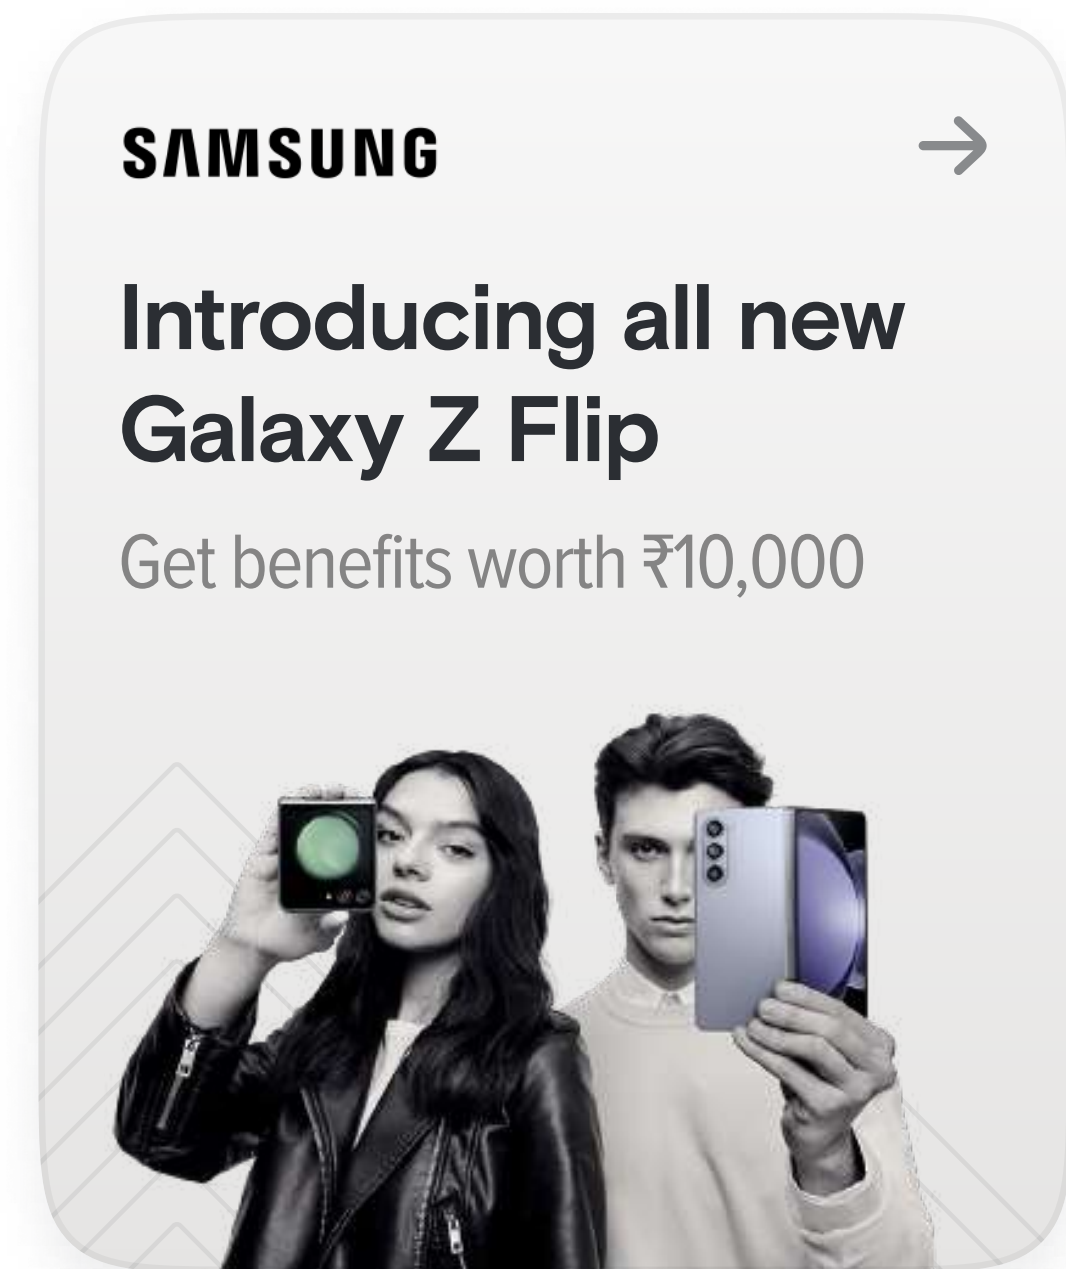 SAMSUNG
Introducing all new
Galaxy Z Flip
Get benefits worth ₹10,000